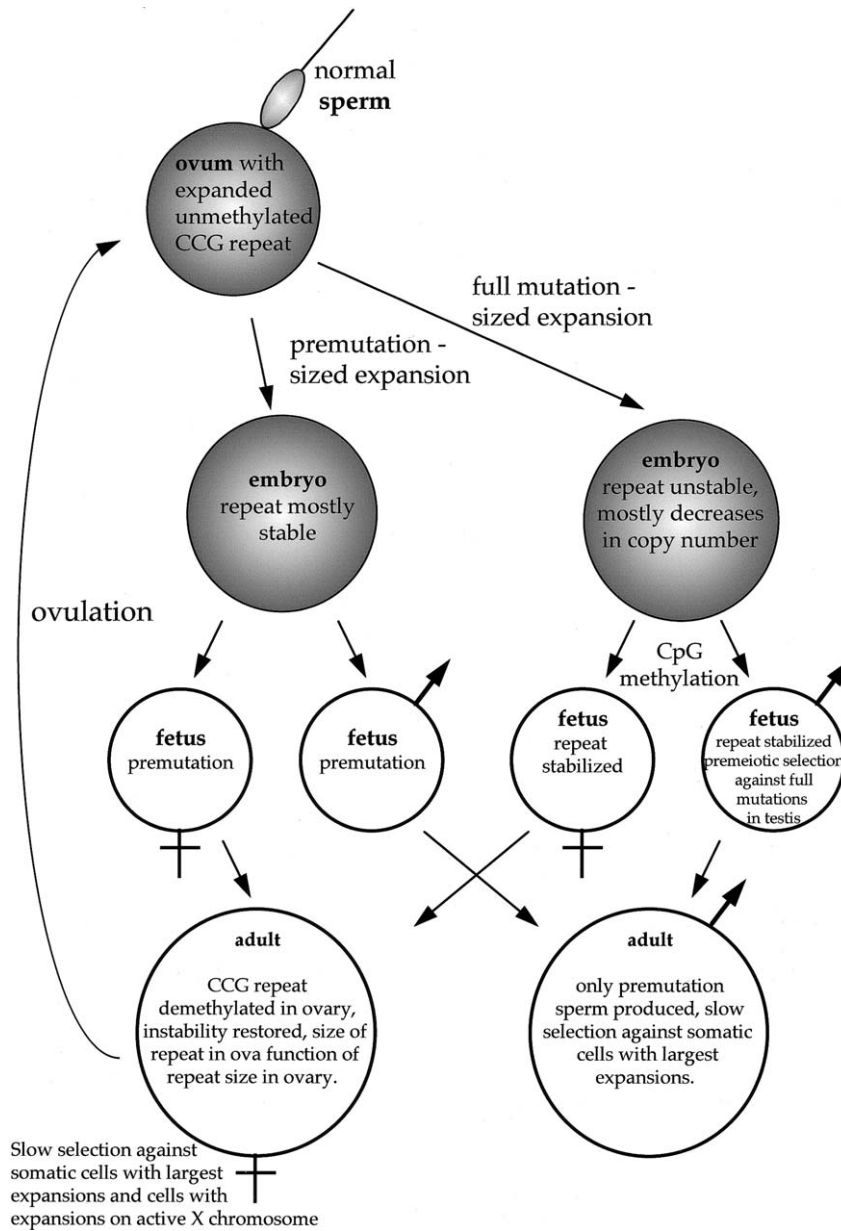 normal
sperm
ovum with
expanded
unmethylated
CCG repeat
full mutation -
sized expansion
premutation -
sized expansion
embryo
repeat mostly
stable
embryo
repeat unstable,
mostly decreases
in copy number
ovulation
CpG
methylation
fetus
premutation
fetus
premutation
fetus
repeat
stabilized
fetus
repeat stabilized
premeiotic selection
against full
mutations
in testis
adult
CCG repeat
demethylated in ovary,
instability restored, size of
repeat in ova function of
repeat size in ovary.
adult
only premutation
sperm produced, slow
selection against somatic
cells with largest
expansions.
Slow selection against
somatic cells with largest
expansions and cells with
expansions on active X chromosome